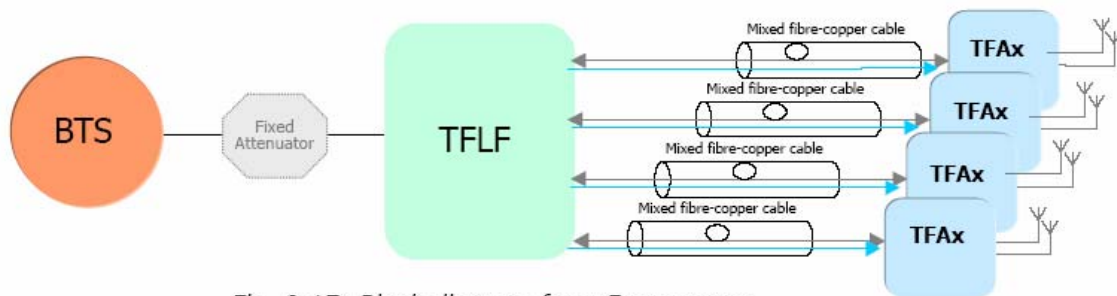 Mixed fibre-copper cable
TFAx
Mixed fibre-copper cable
TFAx
BTS
Fixed
Attenuator
TFLF
Mixed fibre-copper cable
TFAx
Mixed fibre-copper cable
TFAx